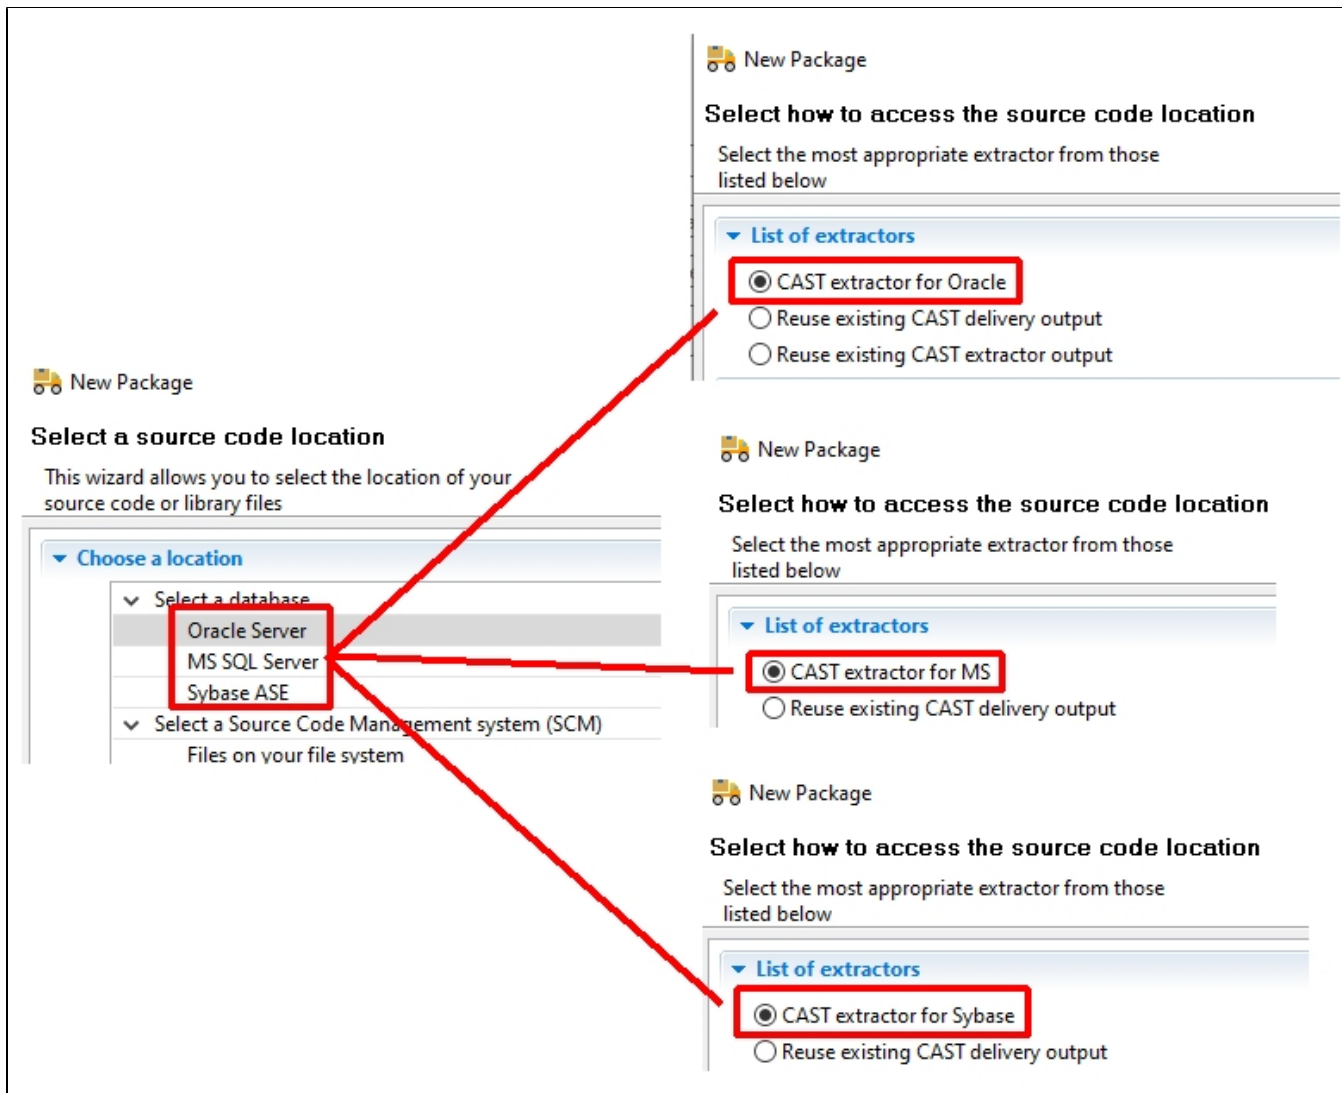 New Package
Select a source code location
This wizard allows you to select the location of your
source code or library files
Choose a location
Select a database
Oracle Server
MS SQL Server
Sybase ASE
Select a Source Code Management system (SCM)
Files on your file system
New Package
Select how to access the source code location
Select the most appropriate extractor from those
listed below
List of extractors
CAST extractor for Oracle
Reuse existing CAST delivery output
Reuse existing CAST extractor output
New Package
Select how to access the source code location
Select the most appropriate extractor from those
listed below
List of extractors
CAST extractor for MS
Reuse existing CAST delivery output
New Package
Select how to access the source code location
Select the most appropriate extractor from those
listed below
List of extractors
CAST extractor for Sybase
Reuse existing CAST delivery output